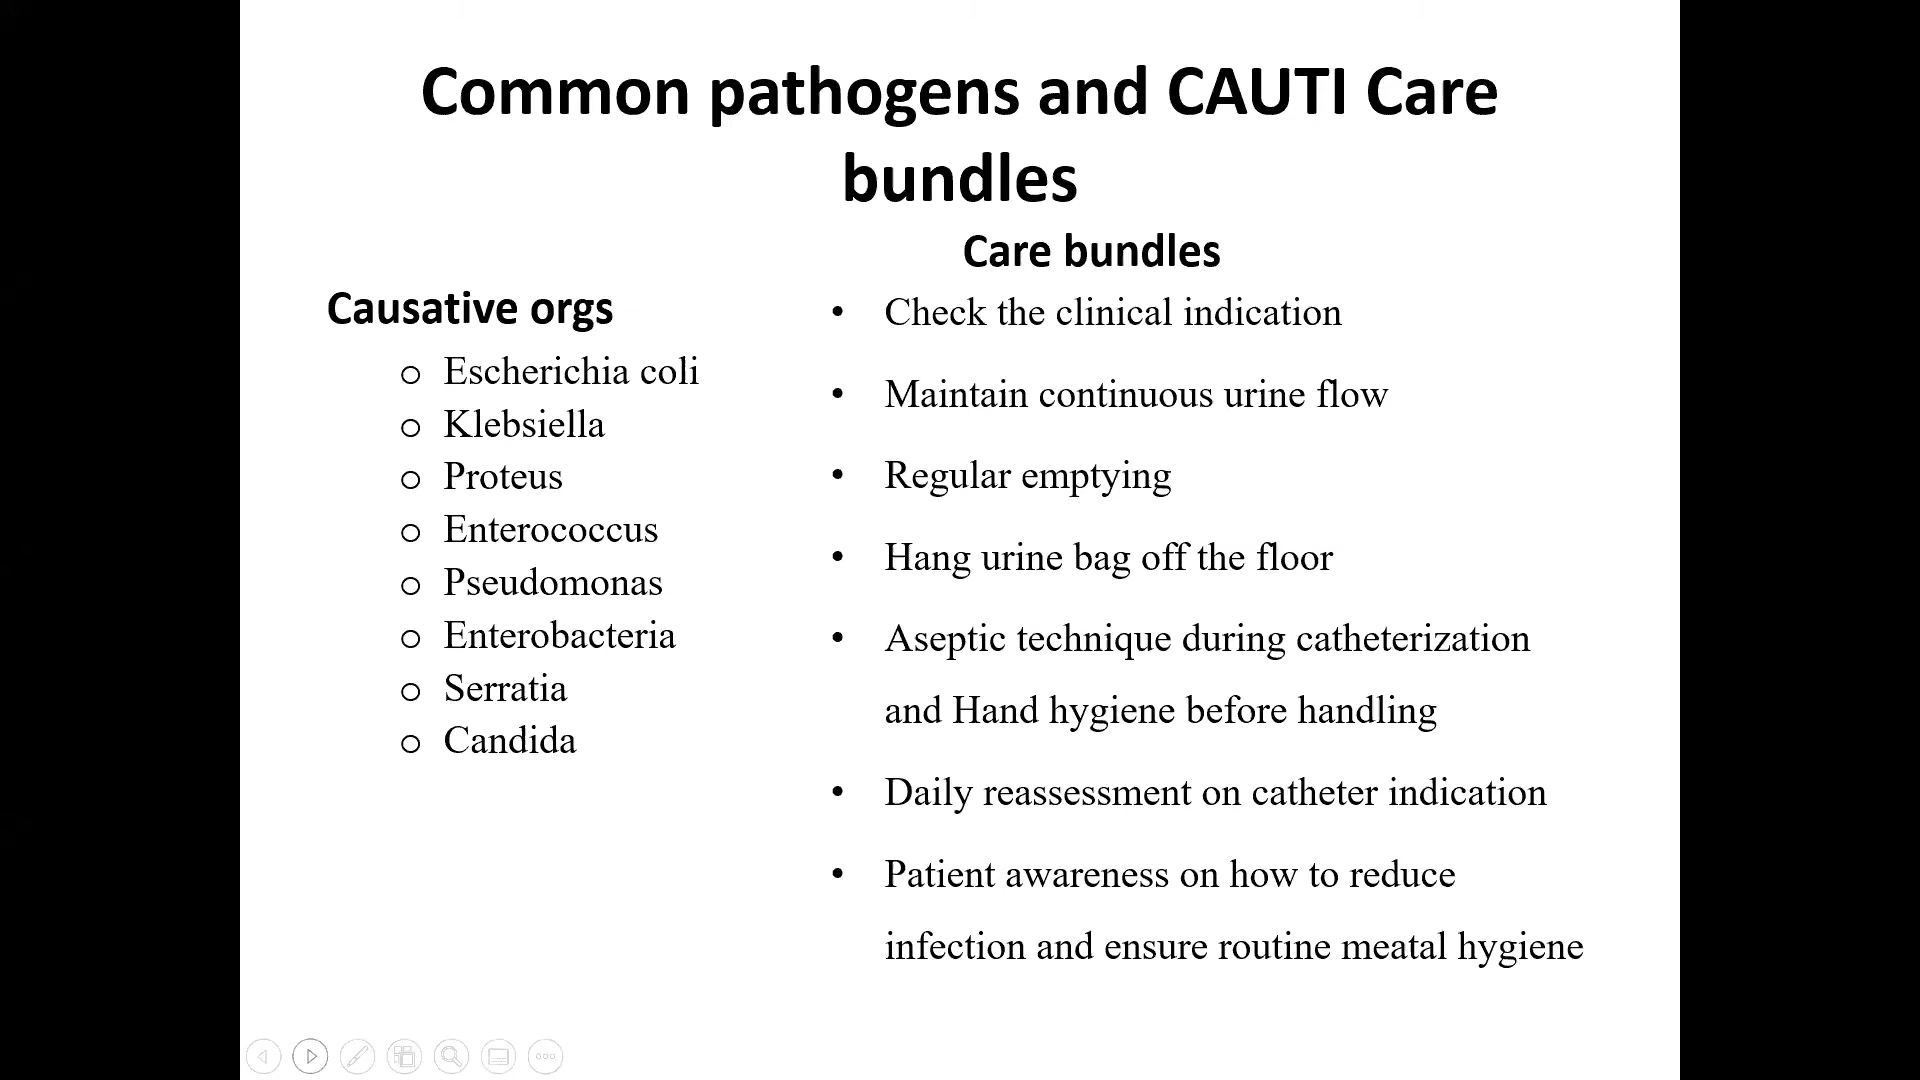 Common pathogens and CAUTI Care
bundles
Causative orgs
o Escherichia coli
o Klebsiella
o Proteus
o Enterococcus
o Pseudomonas
o Enterobacteria
o Serratia
o Candida
Care bundles
• Check the clinical indication
• Maintain continuous urine flow
• Regular emptying
• Hang urine bag off the floor
• Aseptic technique during catheterization
and Hand hygiene before handling
• Daily reassessment on catheter indication
• Patient awareness on how to reduce
infection and ensure routine meatal hygiene